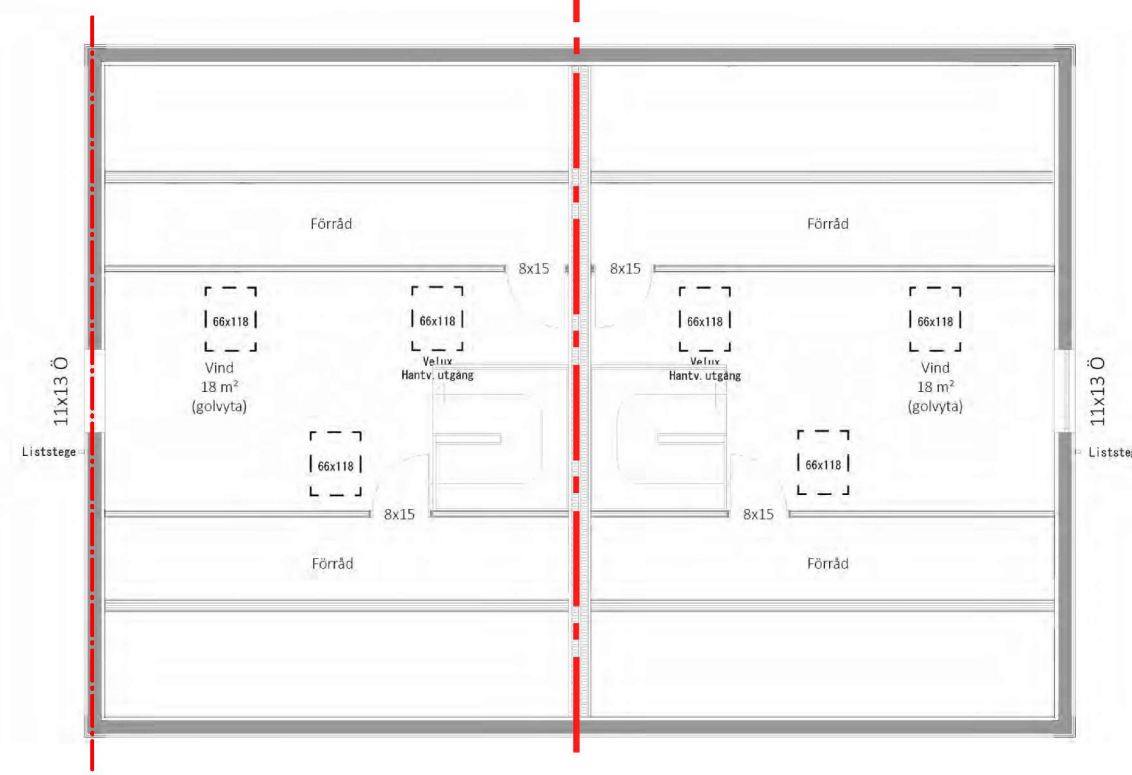 Förråd
Förråd
8x15
8x15
66x118
66x118
66x118
66x118
Velux
Hantv. utgång
Velux
Hantv. utgång
Vind
18 m²
(golvyta)
Vind
18 m²
(golvyta)
11x13 Ö
11x13 Ö
Liststege
Listste
66x118
66x118
8x15
8x15
Förråd
Förråd